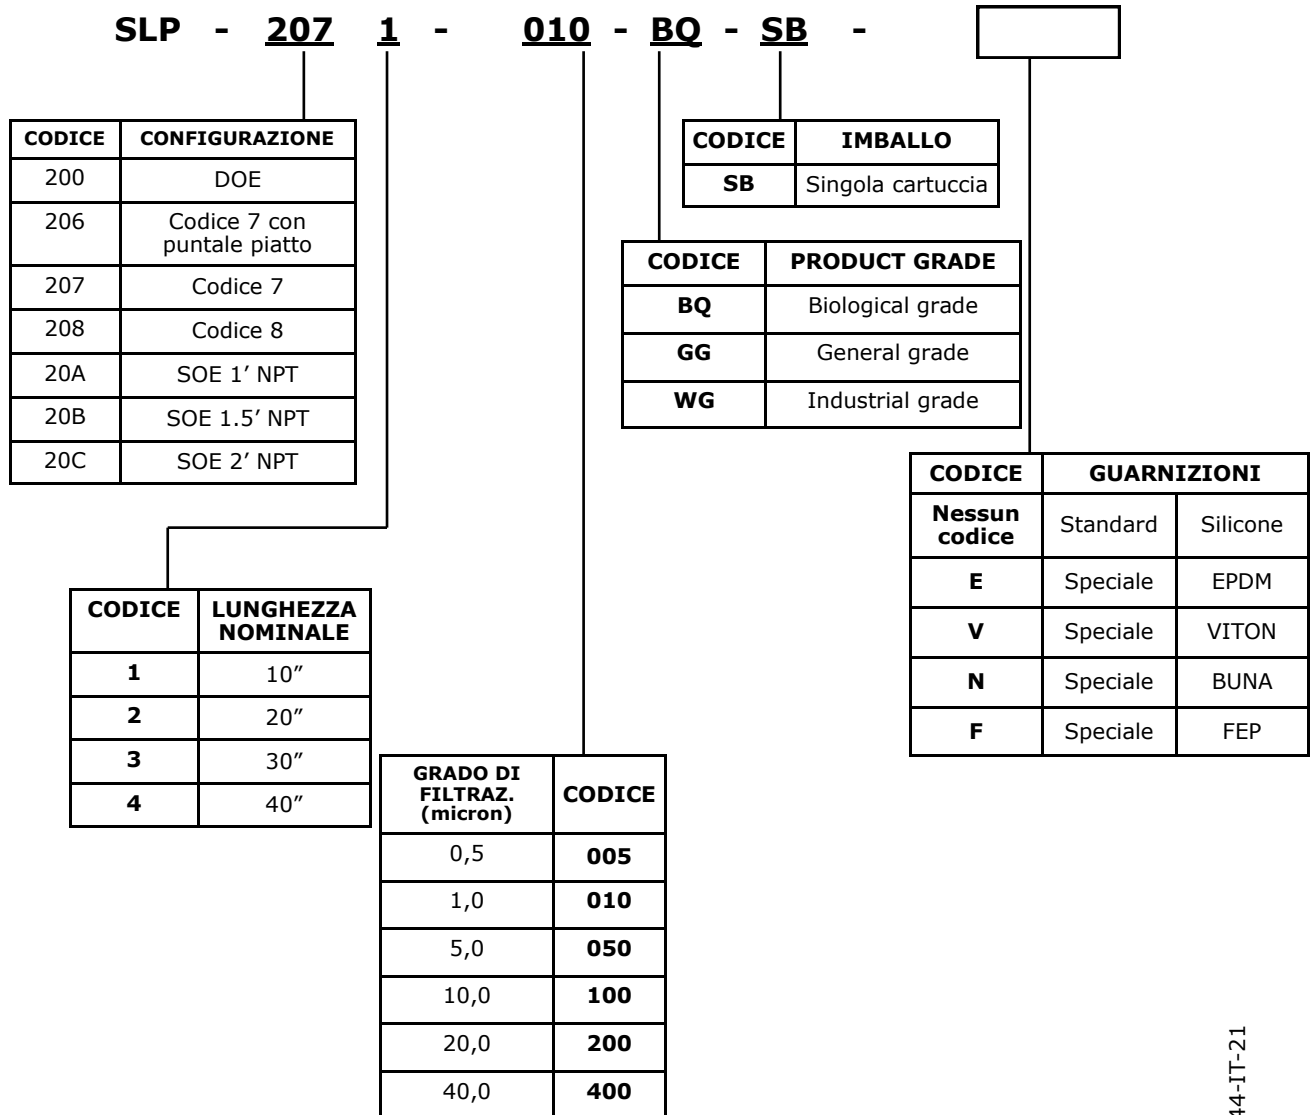 SLP - 207 1 - 010 - BQ - SB -
CODICE CONFIGURAZIONE
200 DOE
206 Codice 7 con
puntale piatto
207 Codice 7
208 Codice 8
20A SOE 1’ NPT
20B SOE 1.5’ NPT
20C SOE 2’ NPT
CODICE IMBALLO
SB Singola cartuccia
CODICE PRODUCT GRADE
BQ Biological grade
GG General grade
WG Industrial grade
CODICE GUARNIZIONI
Nessun
codice Standard Silicone
E Speciale EPDM
V Speciale VITON
N Speciale BUNA
F Speciale FEP
CODICE LUNGHEZZA
NOMINALE
1 10”
2 20”
3 30”
4 40”
GRADO DI
FILTRAZ.
(micron) CODICE
0,5 005
1,0 010
5,0 050
10,0 100
20,0 200
40,0 400
44-IT-21